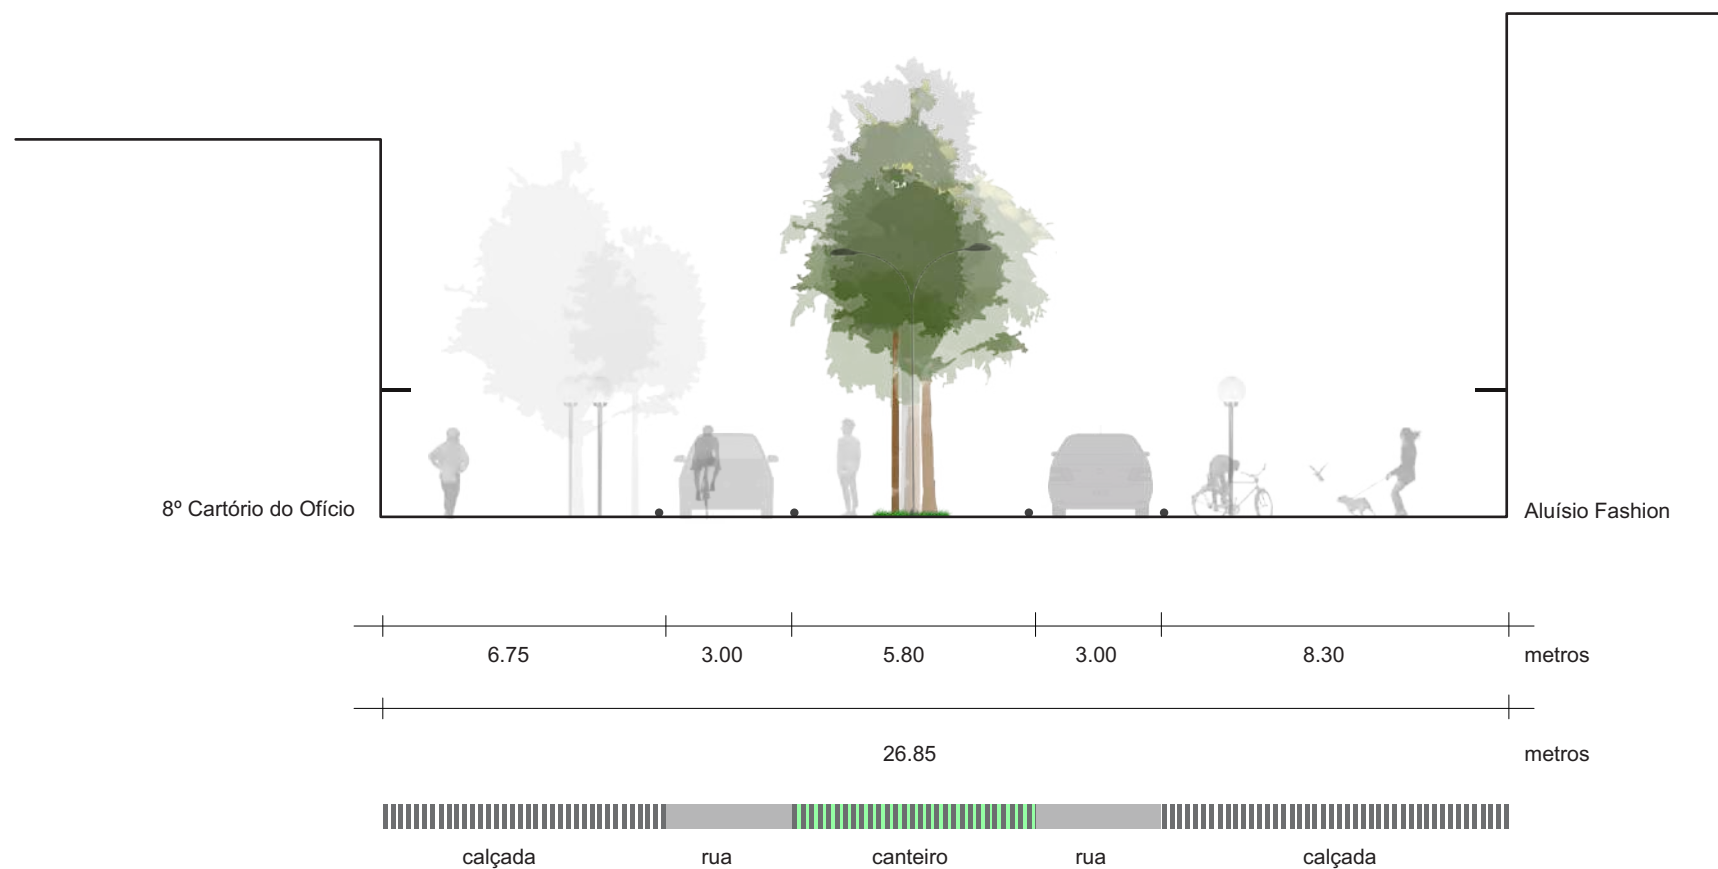 8º Cartório do Ofício
Aluísio Fashion
6.75 3.00 5.80 3.00 8.30 metros
26.85 metros
calçada rua canteiro rua calçada